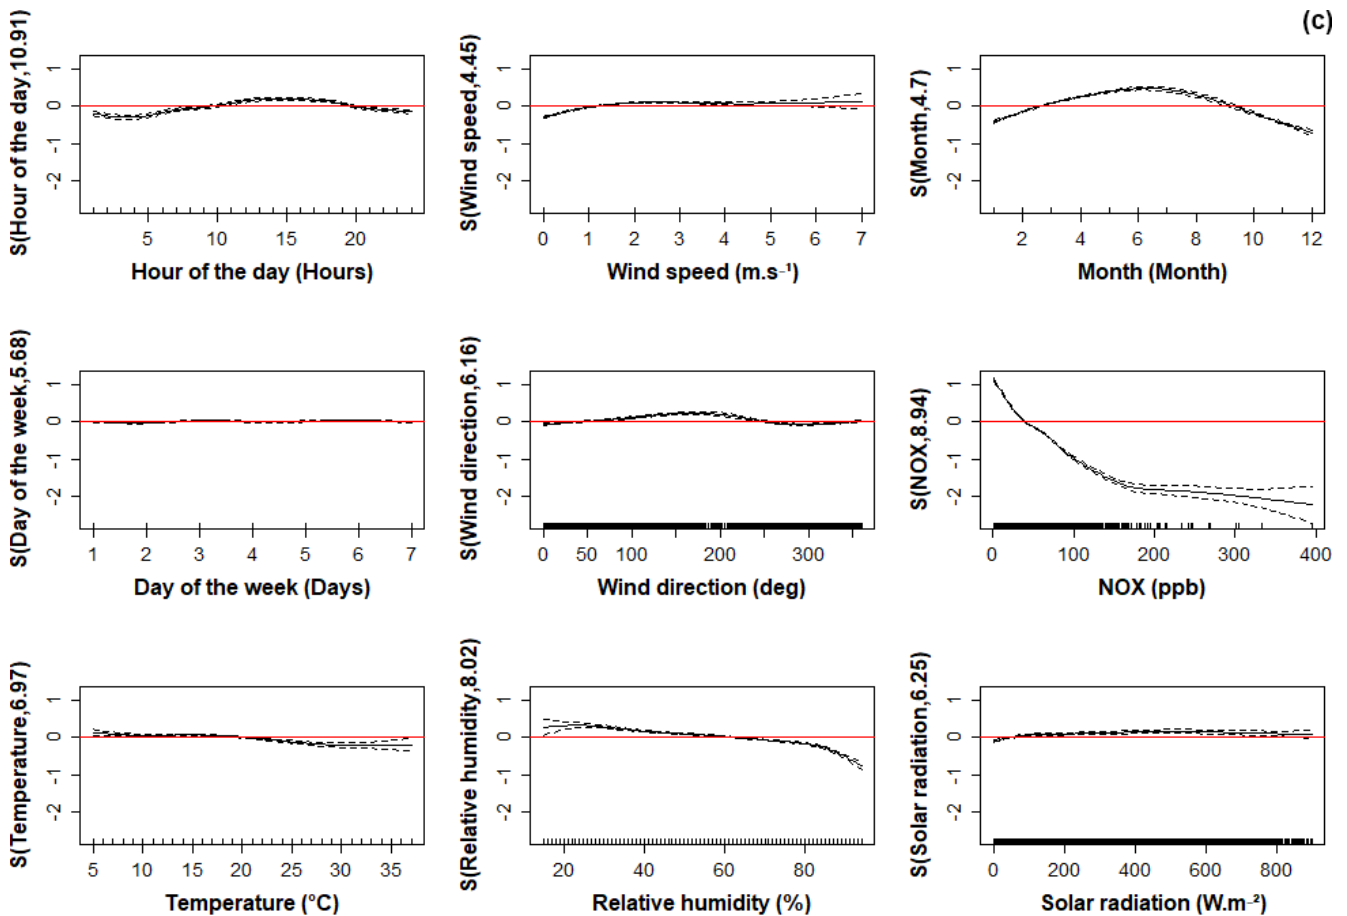 (c)
S(Hour of the day,10.91)
1
0
-1
-2
5 10 15 20
Hour of the day (Hours)
S(Wind speed,4.45)
1
0
-1
-2
0 1 2 3 4 5 6 7
Wind speed (m.s⁻¹)
S(Month,4.7)
1
0
-1
-2
2 4 6 8 10 12
Month (Month)
S(Day of the week,5.68)
1
0
-1
-2
1 2 3 4 5 6 7
Day of the week (Days)
S(Wind direction,6.16)
1
0
-1
-2
0 50 100 200 300
Wind direction (deg)
S(NOX,8.94)
1
0
-1
-2
0 100 200 300 400
NOX (ppb)
S(Temperature,6.97)
1
0
-1
-2
5 10 15 20 25 30 35
Temperature (°C)
S(Relative humidity,8.02)
1
0
-1
-2
20 40 60 80
Relative humidity (%)
S(Solar radiation,6.25)
1
0
-1
-2
0 200 400 600 800
Solar radiation (W.m⁻²)